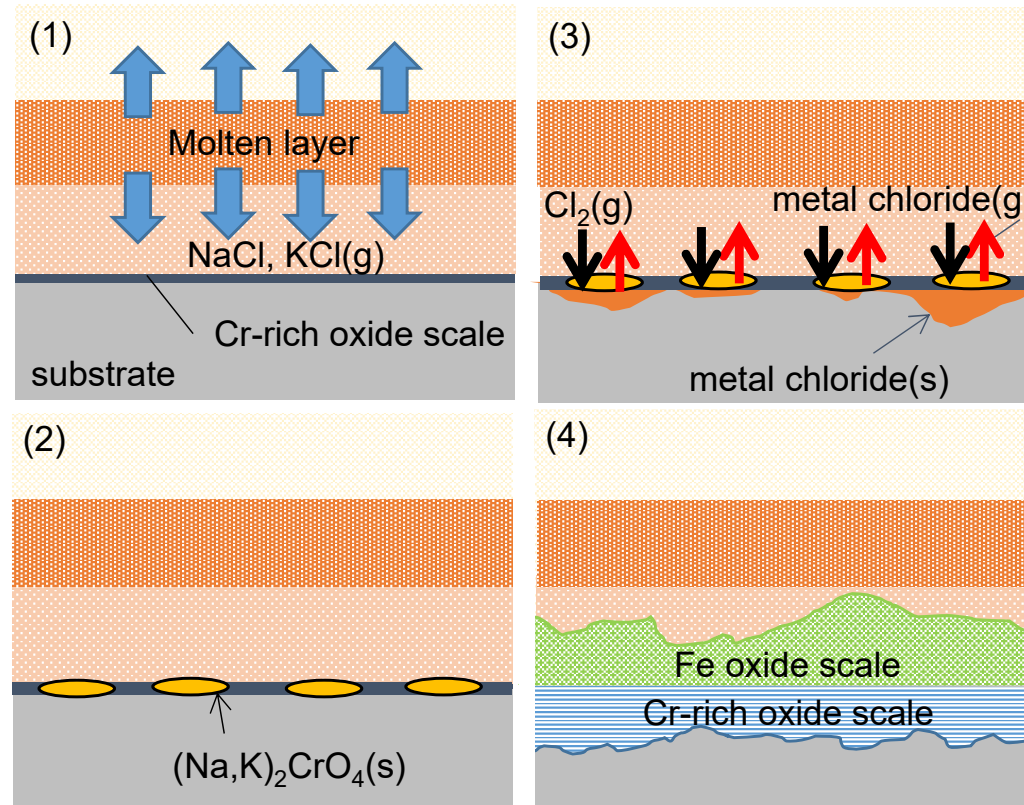 (1)
Molten layer
NaCl, KCl(g)
Cr-rich oxide scale
substrate
(2)
(Na,K)₂CrO₄(s)
(3)
Cl₂(g)
metal chloride(g
metal chloride(s)
(4)
Fe oxide scale
Cr-rich oxide scale